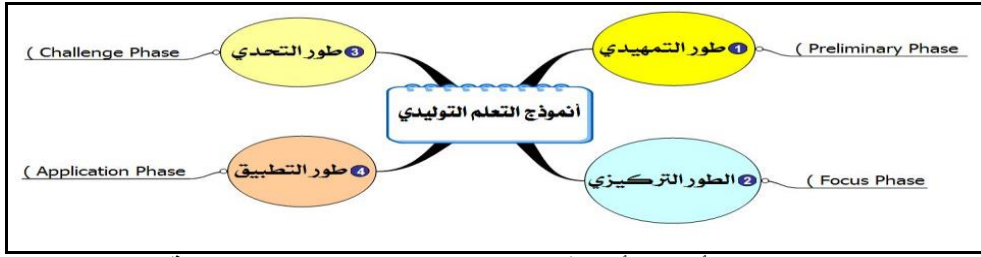 أنموذج التعلم التوليدي
1 طور التمهيدي
( Preliminary Phase
2 الطور التركيزي
( Focus Phase
3 طور التحدي
( Challenge Phase
4 طور التطبيق
( Application Phase